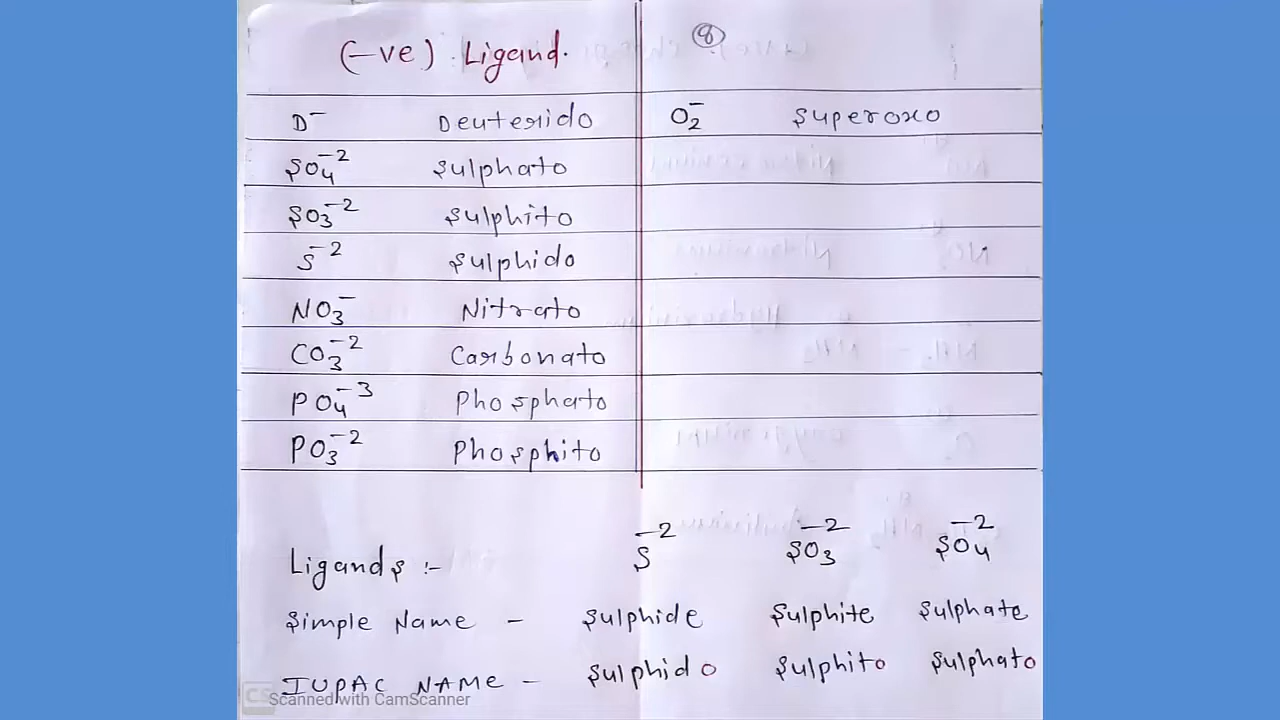 (-ve) Ligand.
8
D⁻ Deuterido O₂⁻ Superoxo
SO₄⁻² Sulphato
SO₃⁻² Sulphito
S⁻² Sulphido
NO₃⁻ Nitrato
CO₃⁻² Carbonato
PO₄⁻³ Phosphato
PO₃⁻² Phosphito
Ligands :- S⁻² SO₃⁻² SO₄⁻²
Simple Name - Sulphide Sulphite Sulphate
IUPAC NAME - Sulphido Sulphito Sulphato
CS Scanned with CamScanner